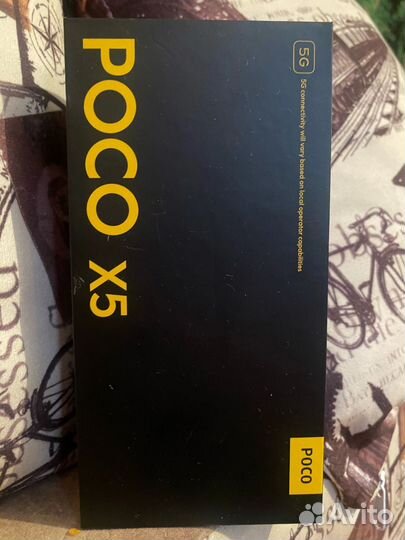 POCO X5
5G
5G connectivity will vary based on local operator capabilities
POCO
Avito